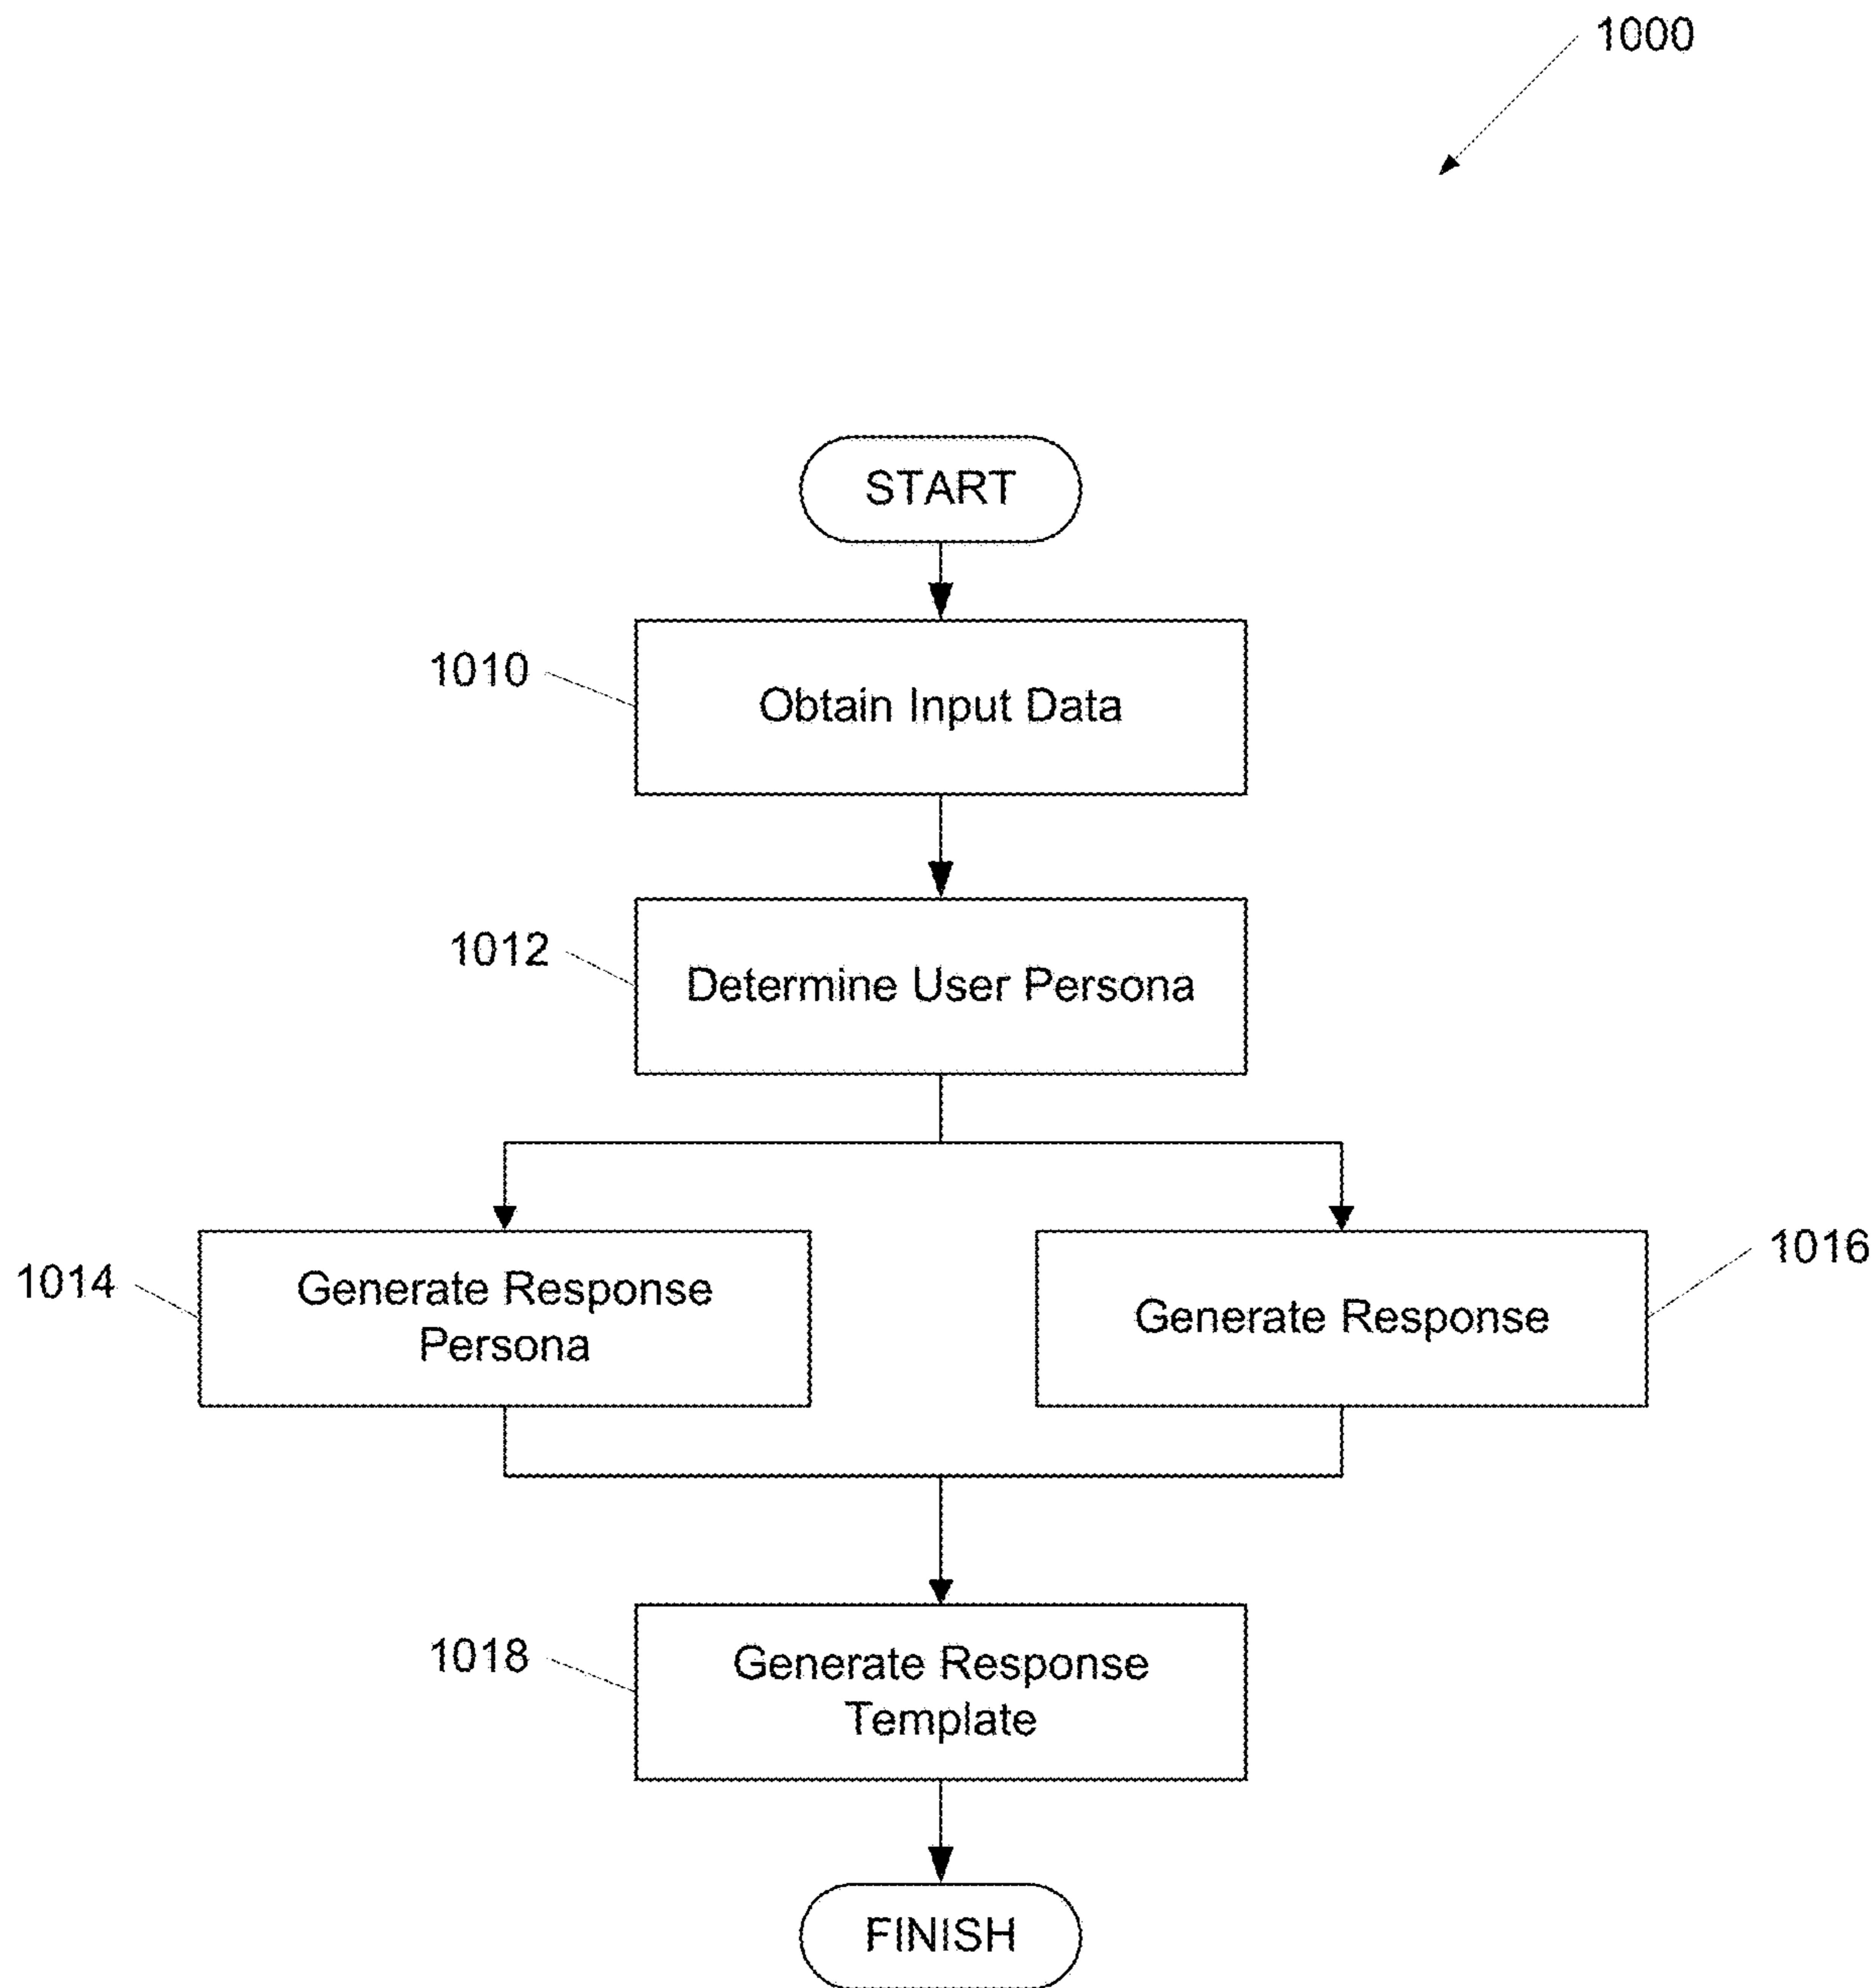 1000
START
1010
Obtain Input Data
1012
Determine User Persona
1014
Generate Response
Persona
Generate Response
1016
1018
Generate Response
Template
FINISH